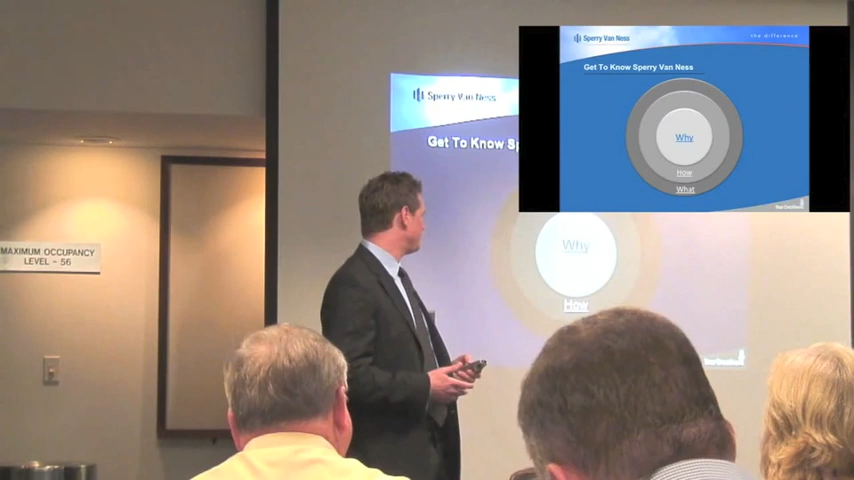 MAXIMUM OCCUPANCY
LEVEL - 56
Sperry Van Ness
Get To Know Sp
Why
How
Sperry Van Ness
the difference
Get To Know Sperry Van Ness
Why
How
What